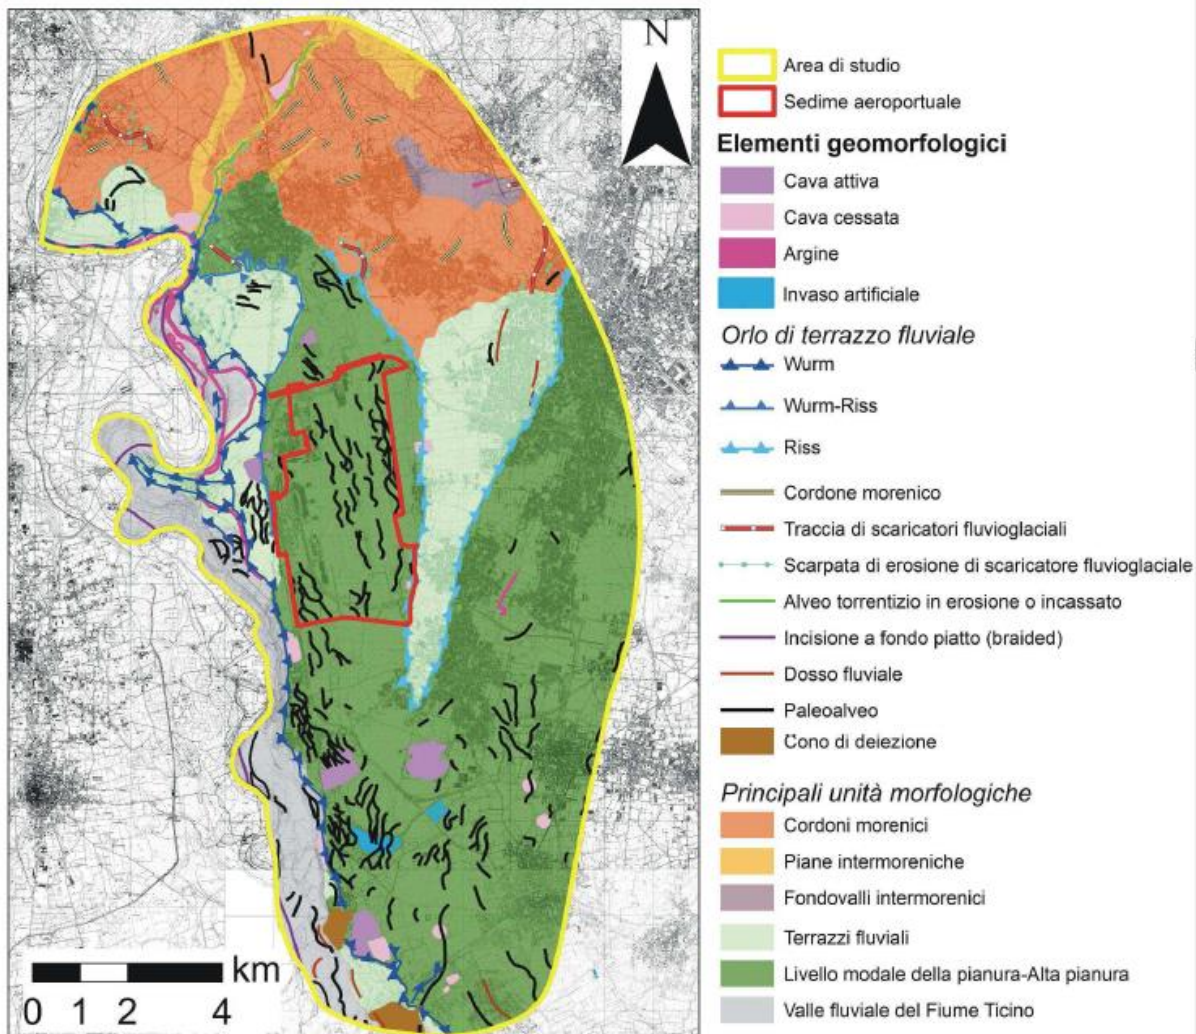 N
km
0 1 2 4
Area di studio
Sedime aeroportuale
Elementi geomorfologici
Cava attiva
Cava cessata
Argine
Invaso artificiale
Orlo di terrazzo fluviale
Wurm
Wurm-Riss
Riss
Cordone morenico
Traccia di scaricatori fluvioglaciali
Scarpata di erosione di scaricatore fluvioglaciale
Alveo torrentizio in erosione o incassato
Incisione a fondo piatto (braided)
Dosso fluviale
Paleoalveo
Cono di deiezione
Principali unità morfologiche
Cordoni morenici
Piane intermoreniche
Fondovalli intermorenici
Terrazzi fluviali
Livello modale della pianura-Alta pianura
Valle fluviale del Fiume Ticino